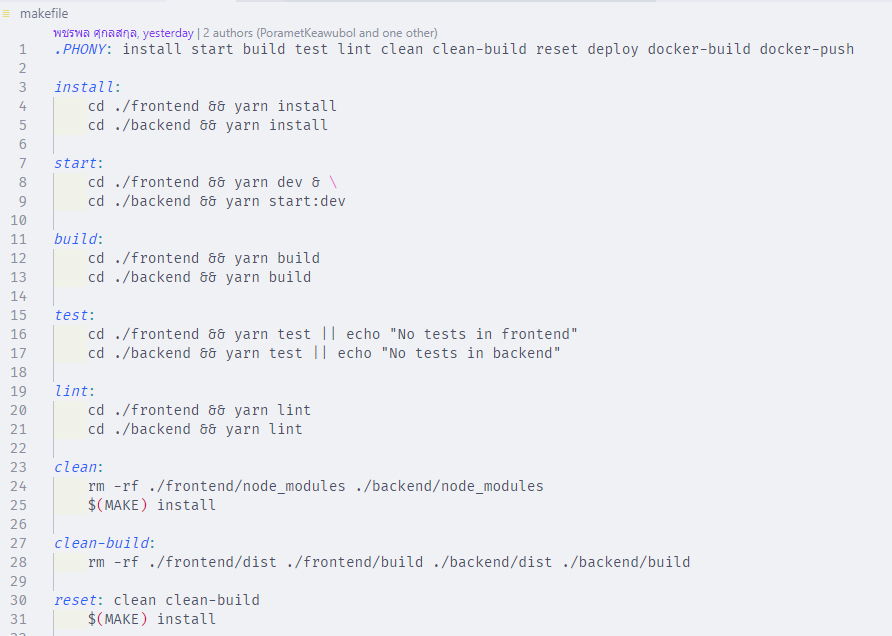 makefile
พชรพล ศุกลสกุล, yesterday | 2 authors (PorametKeawubol and one other)
1 .PHONY: install start build test lint clean clean-build reset deploy docker-build docker-push
2
3 install:
4 cd ./frontend && yarn install
5 cd ./backend && yarn install
6
7 start:
8 cd ./frontend && yarn dev & \
9 cd ./backend && yarn start:dev
10
11 build:
12 cd ./frontend && yarn build
13 cd ./backend && yarn build
14
15 test:
16 cd ./frontend && yarn test || echo "No tests in frontend"
17 cd ./backend && yarn test || echo "No tests in backend"
18
19 lint:
20 cd ./frontend && yarn lint
21 cd ./backend && yarn lint
22
23 clean:
24 rm -rf ./frontend/node_modules ./backend/node_modules
25 $(MAKE) install
26
27 clean-build:
28 rm -rf ./frontend/dist ./frontend/build ./backend/dist ./backend/build
29
30 reset: clean clean-build
31 $(MAKE) install